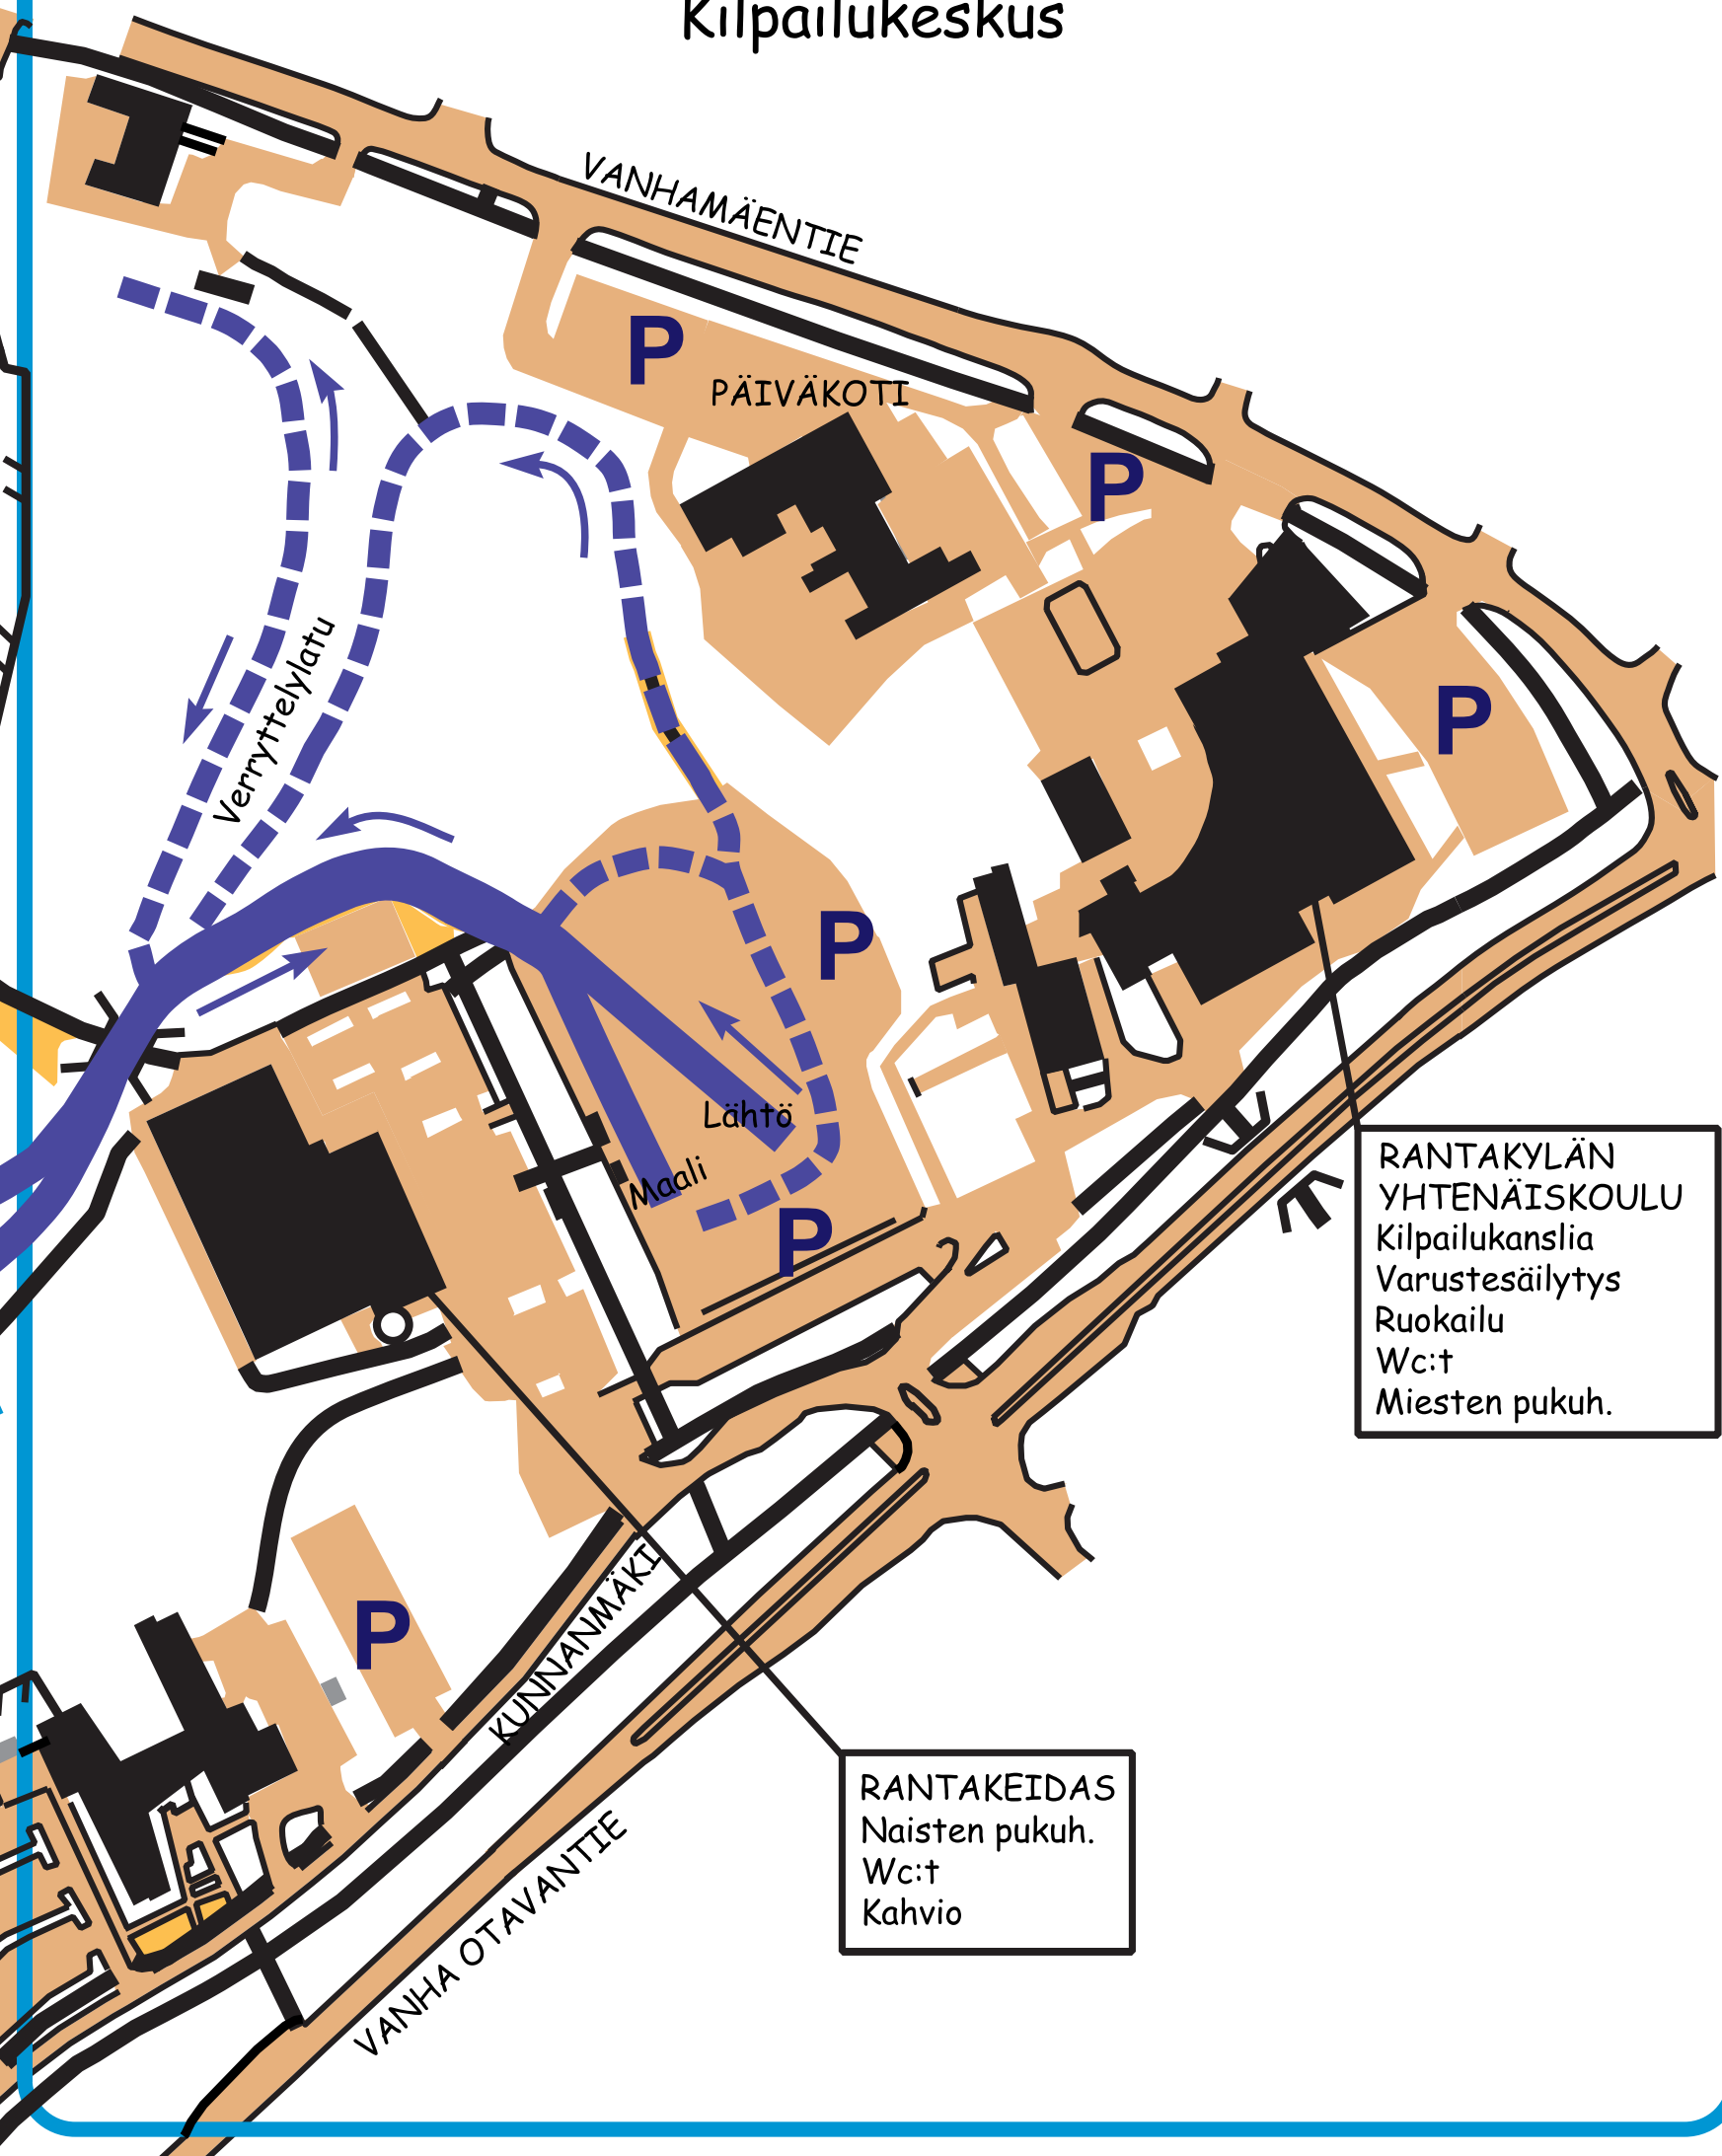 Kilpailukeskus
VANHAMÄENTIE
P
PÄIVÄKOTI
P
Verryttelylatu
P
P
Lähtö
Maali
P
RANTAKYLÄN
YHTENÄISKOULU
Kilpailukanslia
Varustesäilytys
Ruokailu
Wc:t
Miesten pukuh.
P
KUNNANMÄKI
RANTAKEIDAS
Naisten pukuh.
Wc:t
Kahvio
VANHA OTAVANTIE